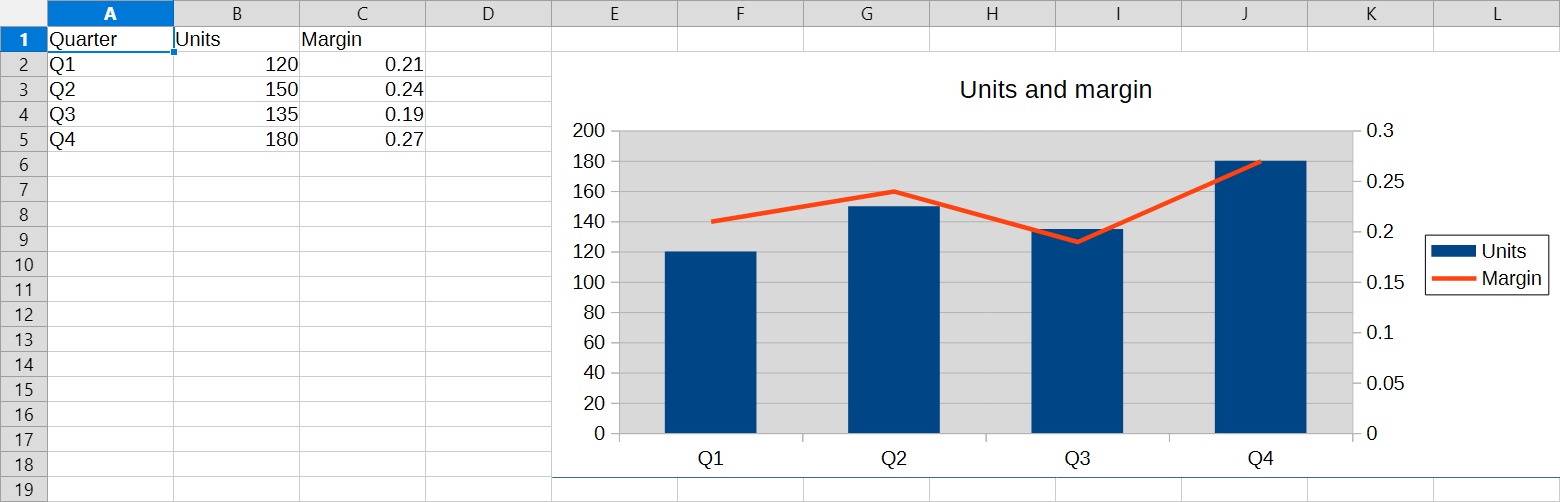 A B C D E F G H I J K L
1 Quarter Units Margin
2 Q1 120 0.21
3 Q2 150 0.24
4 Q3 135 0.19
5 Q4 180 0.27
6
7
8
9
10
11
12
13
14
15
16
17
18
19
Units and margin
200 0.3
180
160 0.25
140
120 0.2
100 0.15
80
60 0.1
40
20 0.05
0 0
Q1 Q2 Q3 Q4
Units
Margin